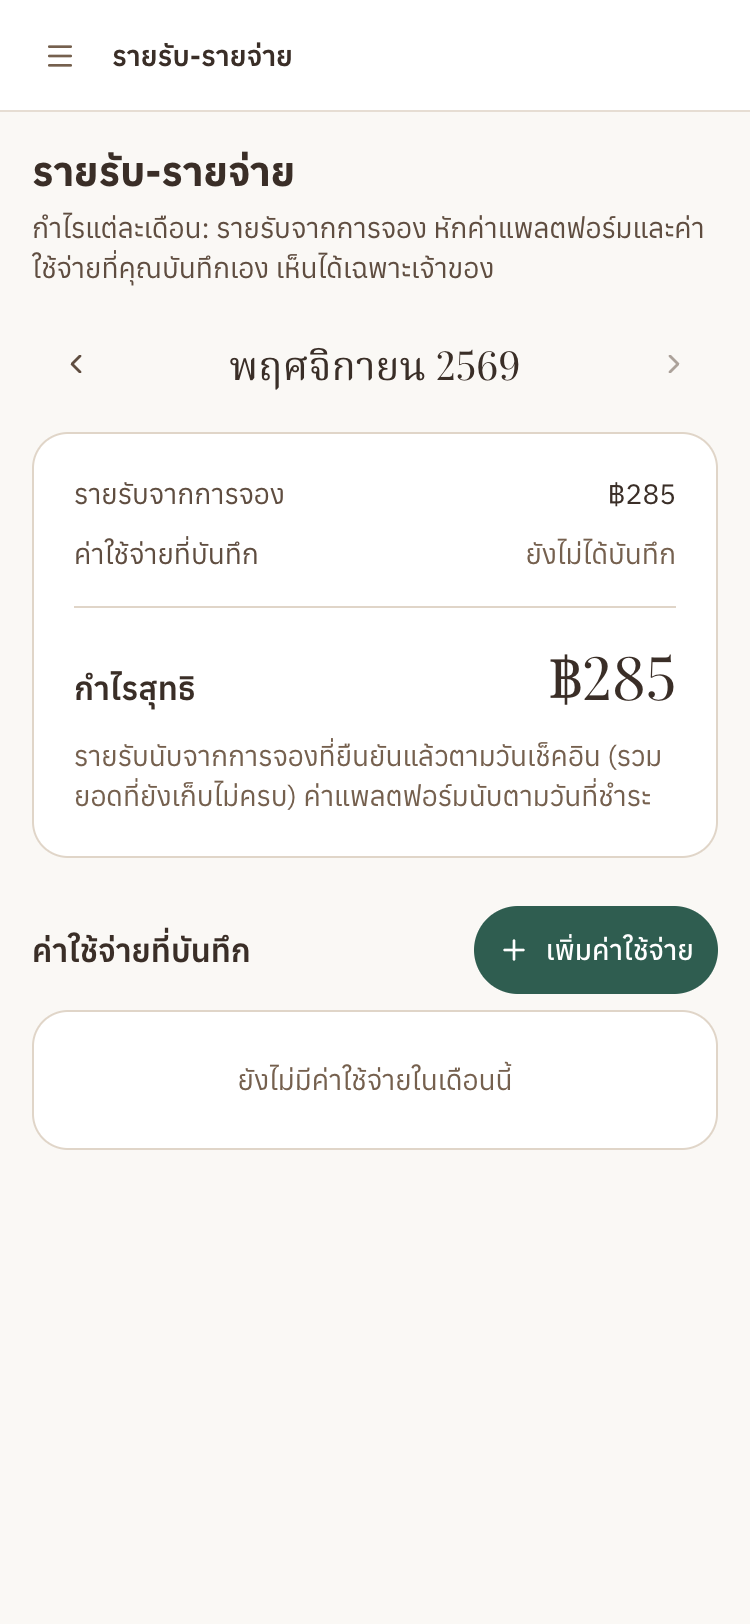 รายรับ-รายจ่าย
รายรับ-รายจ่าย
กำไรแต่ละเดือน: รายรับจากการจอง หักค่าแพลตฟอร์มและค่า
ใช้จ่ายที่คุณบันทึกเอง เห็นได้เฉพาะเจ้าของ
พฤศจิกายน 2569
รายรับจากการจอง ฿285
ค่าใช้จ่ายที่บันทึก ยังไม่ได้บันทึก
กำไรสุทธิ ฿285
รายรับนับจากการจองที่ยืนยันแล้วตามวันเช็คอิน (รวม
ยอดที่ยังเก็บไม่ครบ) ค่าแพลตฟอร์มนับตามวันที่ชำระ
ค่าใช้จ่ายที่บันทึก + เพิ่มค่าใช้จ่าย
ยังไม่มีค่าใช้จ่ายในเดือนนี้